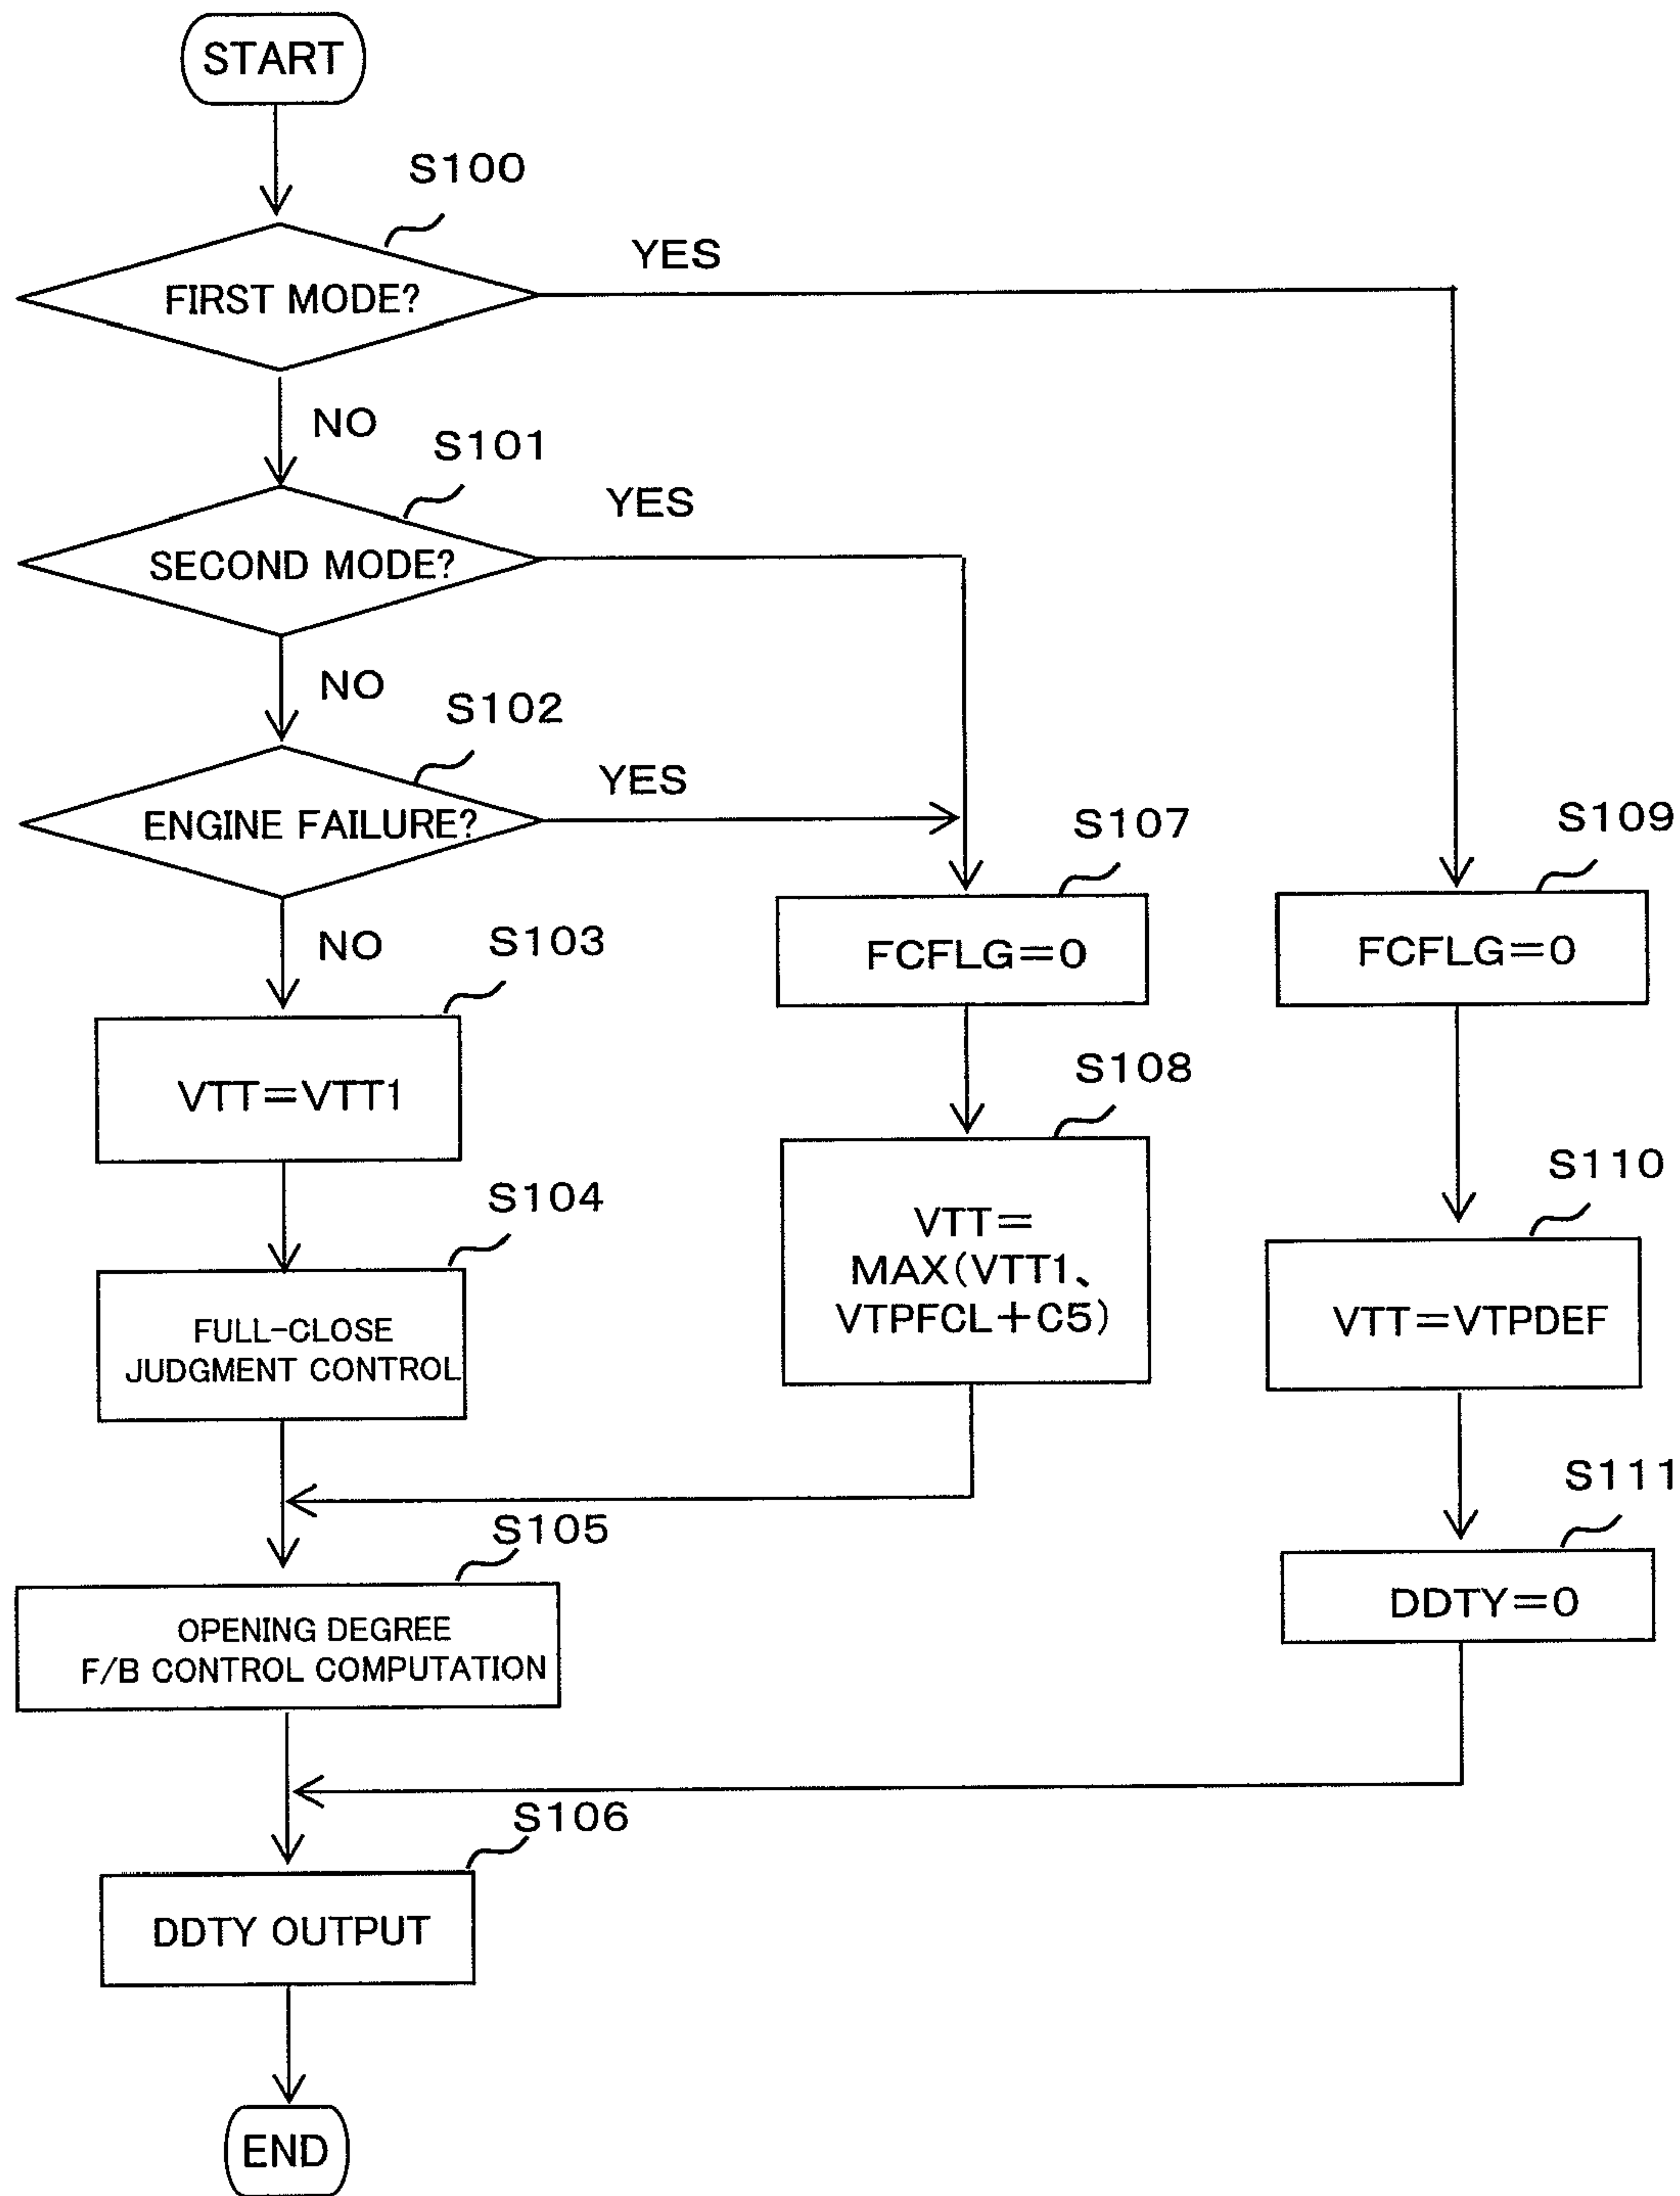 START
S100
YES
FIRST MODE?
NO
S101
YES
SECOND MODE?
NO
S102
YES
ENGINE FAILURE?
NO
S103
VTT=VTT1
S104
FULL-CLOSE
JUDGMENT CONTROL
S107
FCFLG=0
S108
VTT=
MAX(VTT1、
VTPFCL+C5)
S109
FCFLG=0
S110
VTT=VTPDEF
S111
DDTY=0
S105
OPENING DEGREE
F/B CONTROL COMPUTATION
S106
DDTY OUTPUT
END